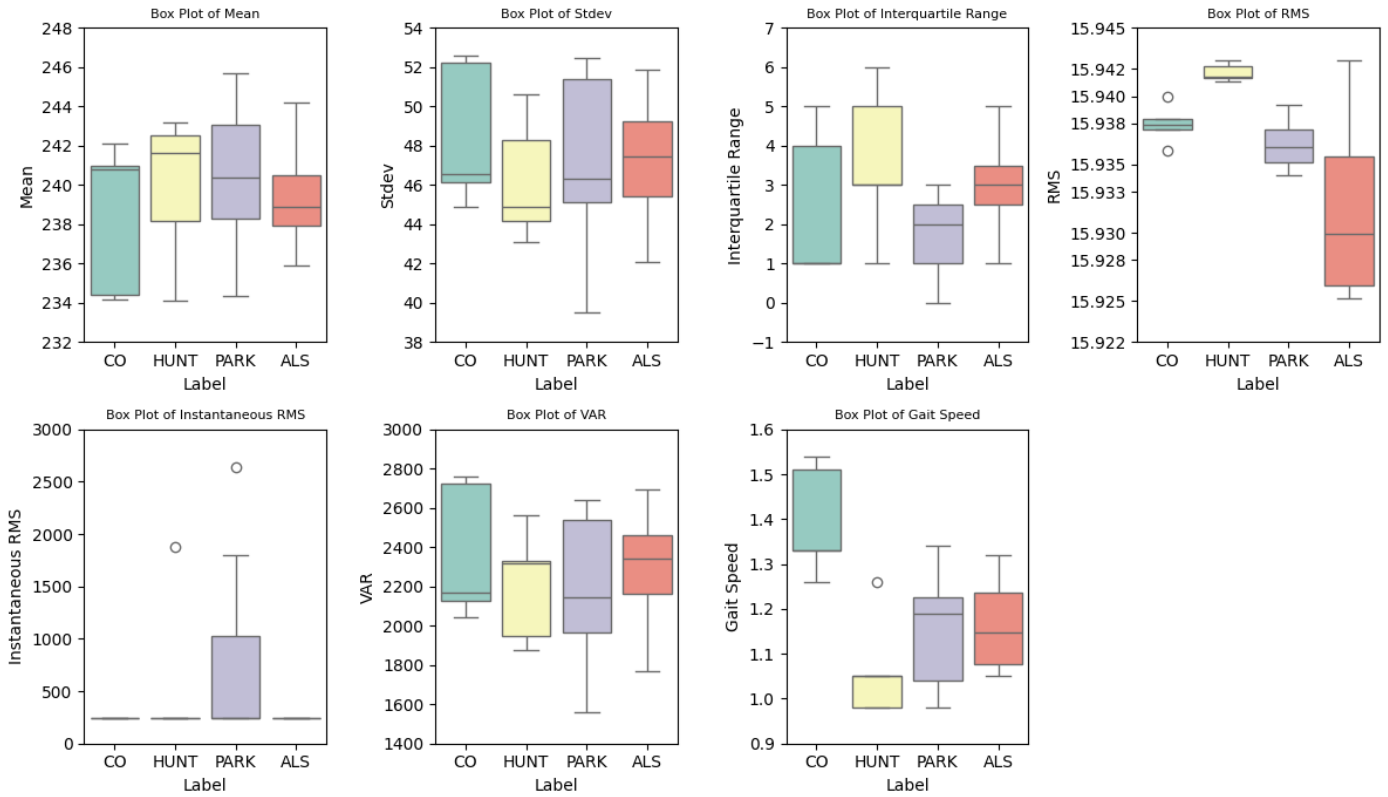 Box Plot of Mean
Mean
248
246
244
242
240
238
236
234
232
CO HUNT PARK ALS
Label
Box Plot of Stdev
Stdev
54
52
50
48
46
44
42
40
38
CO HUNT PARK ALS
Label
Box Plot of Interquartile Range
Interquartile Range
7
6
5
4
3
2
1
0
−1
CO HUNT PARK ALS
Label
Box Plot of RMS
RMS
15.945
15.942
15.940
15.938
15.935
15.933
15.930
15.928
15.925
15.922
CO HUNT PARK ALS
Label
Box Plot of Instantaneous RMS
Instantaneous RMS
3000
2500
2000
1500
1000
500
0
CO HUNT PARK ALS
Label
Box Plot of VAR
VAR
3000
2800
2600
2400
2200
2000
1800
1600
1400
CO HUNT PARK ALS
Label
Box Plot of Gait Speed
Gait Speed
1.6
1.5
1.4
1.3
1.2
1.1
1.0
0.9
CO HUNT PARK ALS
Label